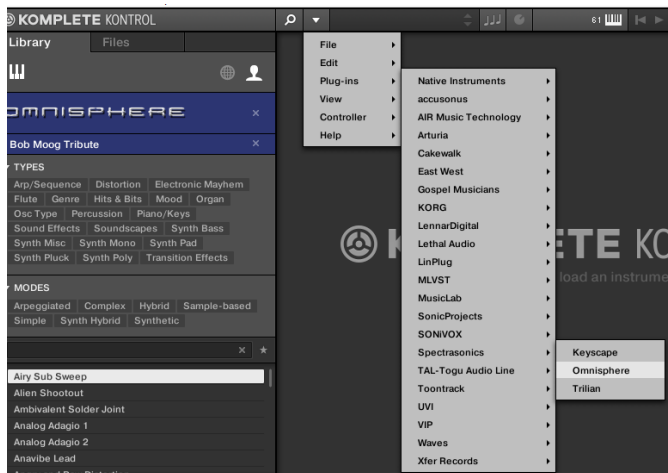 KOMPLETE KONTROL
61
Library Files
OMNISPHERE ×
Bob Moog Tribute ×
TYPES
Arp/Sequence Distortion Electronic Mayhem
Flute Genre Hits & Bits Mood Organ
Osc Type Percussion Piano/Keys
Sound Effects Soundscapes Synth Bass
Synth Misc Synth Mono Synth Pad
Synth Pluck Synth Poly Transition Effects
MODES
Arpeggiated Complex Hybrid Sample-based
Simple Synth Hybrid Synthetic
×
Airy Sub Sweep
Alien Shootout
Ambivalent Solder Joint
Analog Adagio 1
Analog Adagio 2
Anavibe Lead
File
Edit
Plug-ins
View
Controller
Help
Native Instruments
accusonus
AIR Music Technology
Arturia
Cakewalk
East West
Gospel Musicians
KORG
LennarDigital
Lethal Audio
LinPlug
MLVST
MusicLab
SonicProjects
SONiVOX
Spectrasonics
TAL-Togu Audio Line
Toontrack
UVI
VIP
Waves
Xfer Records
Keyscape
Omnisphere
Trilian
K ETE KO
load an instrume